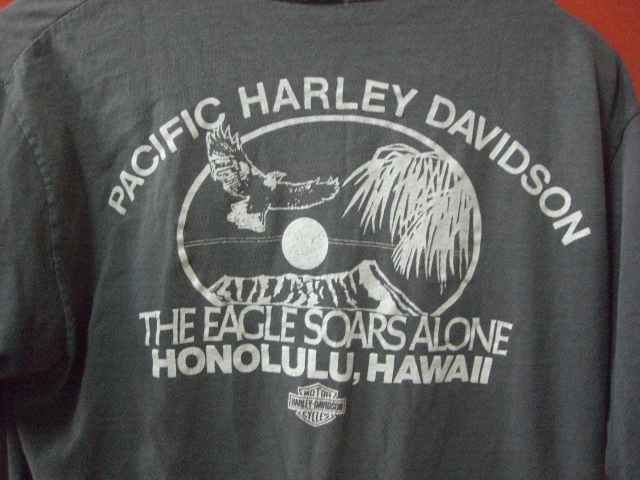 PACIFIC HARLEY DAVIDSON
THE EAGLE SOARS ALONE
HONOLULU, HAWAII
MOTOR
HARLEY-DAVIDSON
CYCLES